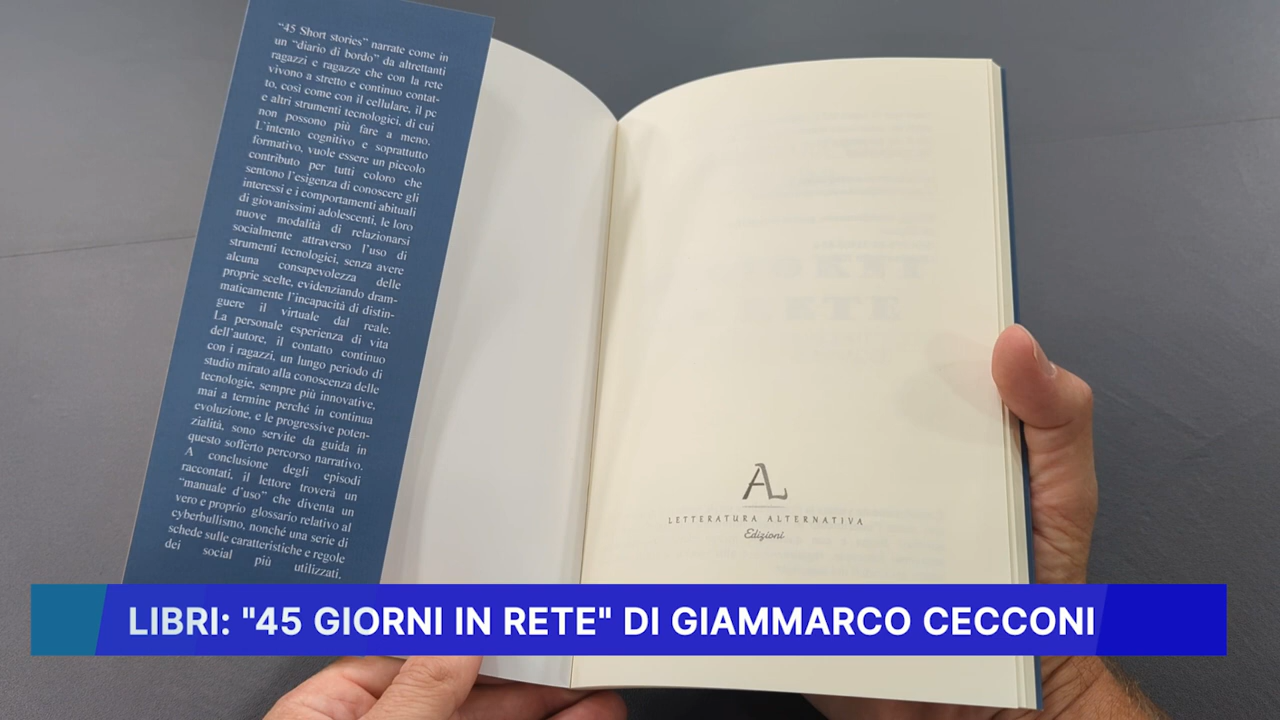 “45 Short stories” narrate come in
un “diario di bordo” da altrettanti
ragazzi e ragazze che con la rete
vivono a stretto e continuo contat-
to, così come con il cellulare, il pc
e altri strumenti tecnologici, di cui
non possono più fare a meno.
L’intento cognitivo e soprattutto
formativo, vuole essere un piccolo
contributo per tutti coloro che
sentono l’esigenza di conoscere gli
interessi e i comportamenti abituali
di giovanissimi adolescenti, le loro
nuove modalità di relazionarsi
socialmente attraverso l’uso di
strumenti tecnologici, senza avere
alcuna consapevolezza delle
proprie scelte, evidenziando dram-
maticamente l’incapacità di distin-
guere il virtuale dal reale.
La personale esperienza di vita
dell’autore, il contatto continuo
con i ragazzi, un lungo periodo di
studio mirato alla conoscenza delle
tecnologie, sempre più innovative,
mai a termine perché in continua
evoluzione, e le progressive poten-
zialità, sono servite da guida in
questo sofferto percorso narrativo.
A conclusione degli episodi
raccontati, il lettore troverà un
“manuale d’uso” che diventa un
vero e proprio glossario relativo al
cyberbullismo, nonché una serie di
schede sulle caratteristiche e regole
dei social più utilizzati.
AL
LETTERATURA ALTERNATIVA
Edizioni
LIBRI: "45 GIORNI IN RETE" DI GIAMMARCO CECCONI